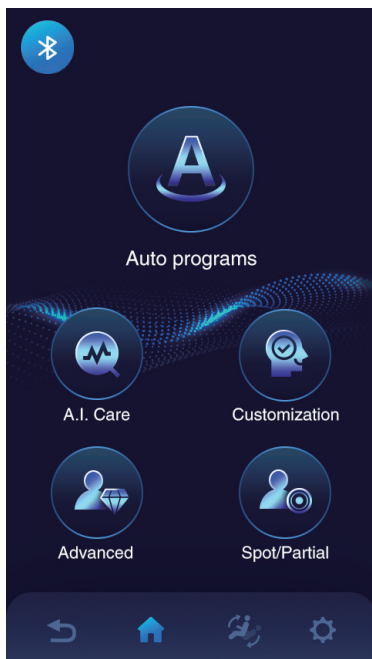 A
Auto programs
A.I. Care
Customization
Advanced
Spot/Partial